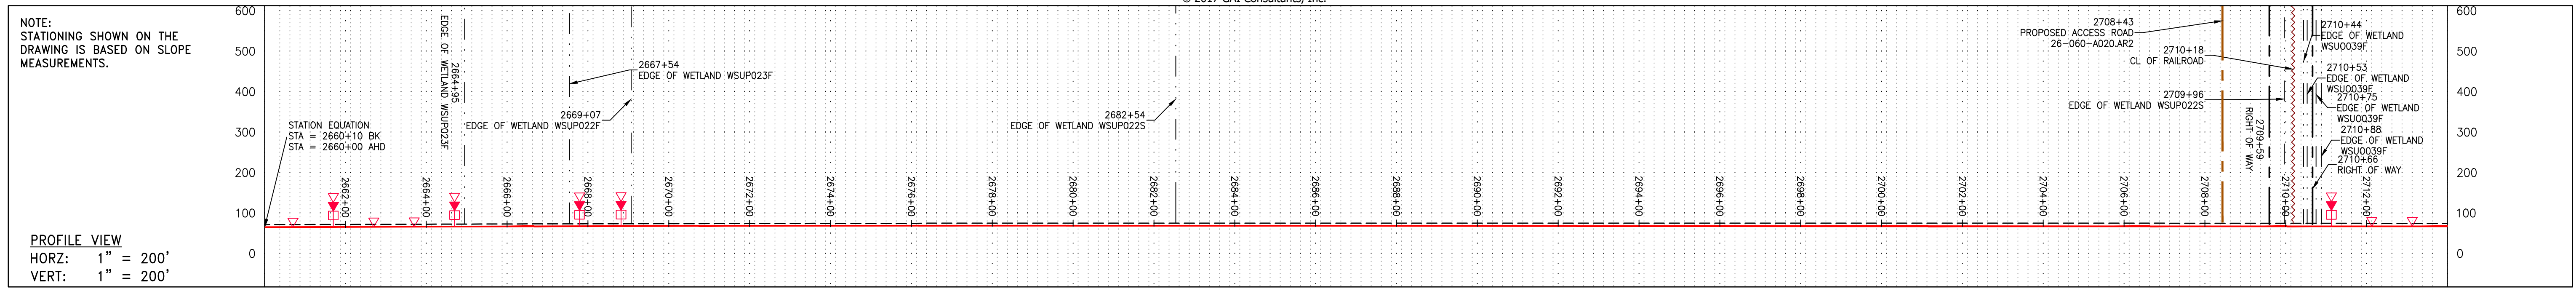 © 2017 GAI Consultants, Inc.
NOTE:
STATIONING SHOWN ON THE
DRAWING IS BASED ON SLOPE
MEASUREMENTS.
PROFILE VIEW
HORZ: 1" = 200'
VERT: 1" = 200'
600
500
400
300
200
100
0
STATION EQUATION
STA = 2660+10 BK
STA = 2660+00 AHD
2664+95
EDGE OF WETLAND WSUP023F
2667+54
EDGE OF WETLAND WSUP023F
2669+07
EDGE OF WETLAND WSUP022F
2682+54
EDGE OF WETLAND WSUP022S
2708+43
PROPOSED ACCESS ROAD
26-060-A020.AR2
2710+18
CL OF RAILROAD
2709+96
EDGE OF WETLAND WSUP022S
2709+59
RIGHT OF WAY
2710+44
EDGE OF WETLAND
WSUO039F
2710+53
EDGE OF WETLAND
WSUO039F
2710+75
EDGE OF WETLAND
WSUO039F
2710+88
EDGE OF WETLAND
WSUO039F
2710+66
RIGHT OF WAY
2662+00
2664+00
2666+00
2668+00
2670+00
2672+00
2674+00
2676+00
2678+00
2680+00
2682+00
2684+00
2686+00
2688+00
2690+00
2692+00
2694+00
2696+00
2698+00
2700+00
2702+00
2704+00
2706+00
2708+00
2710+00
2712+00
600
500
400
300
200
100
0